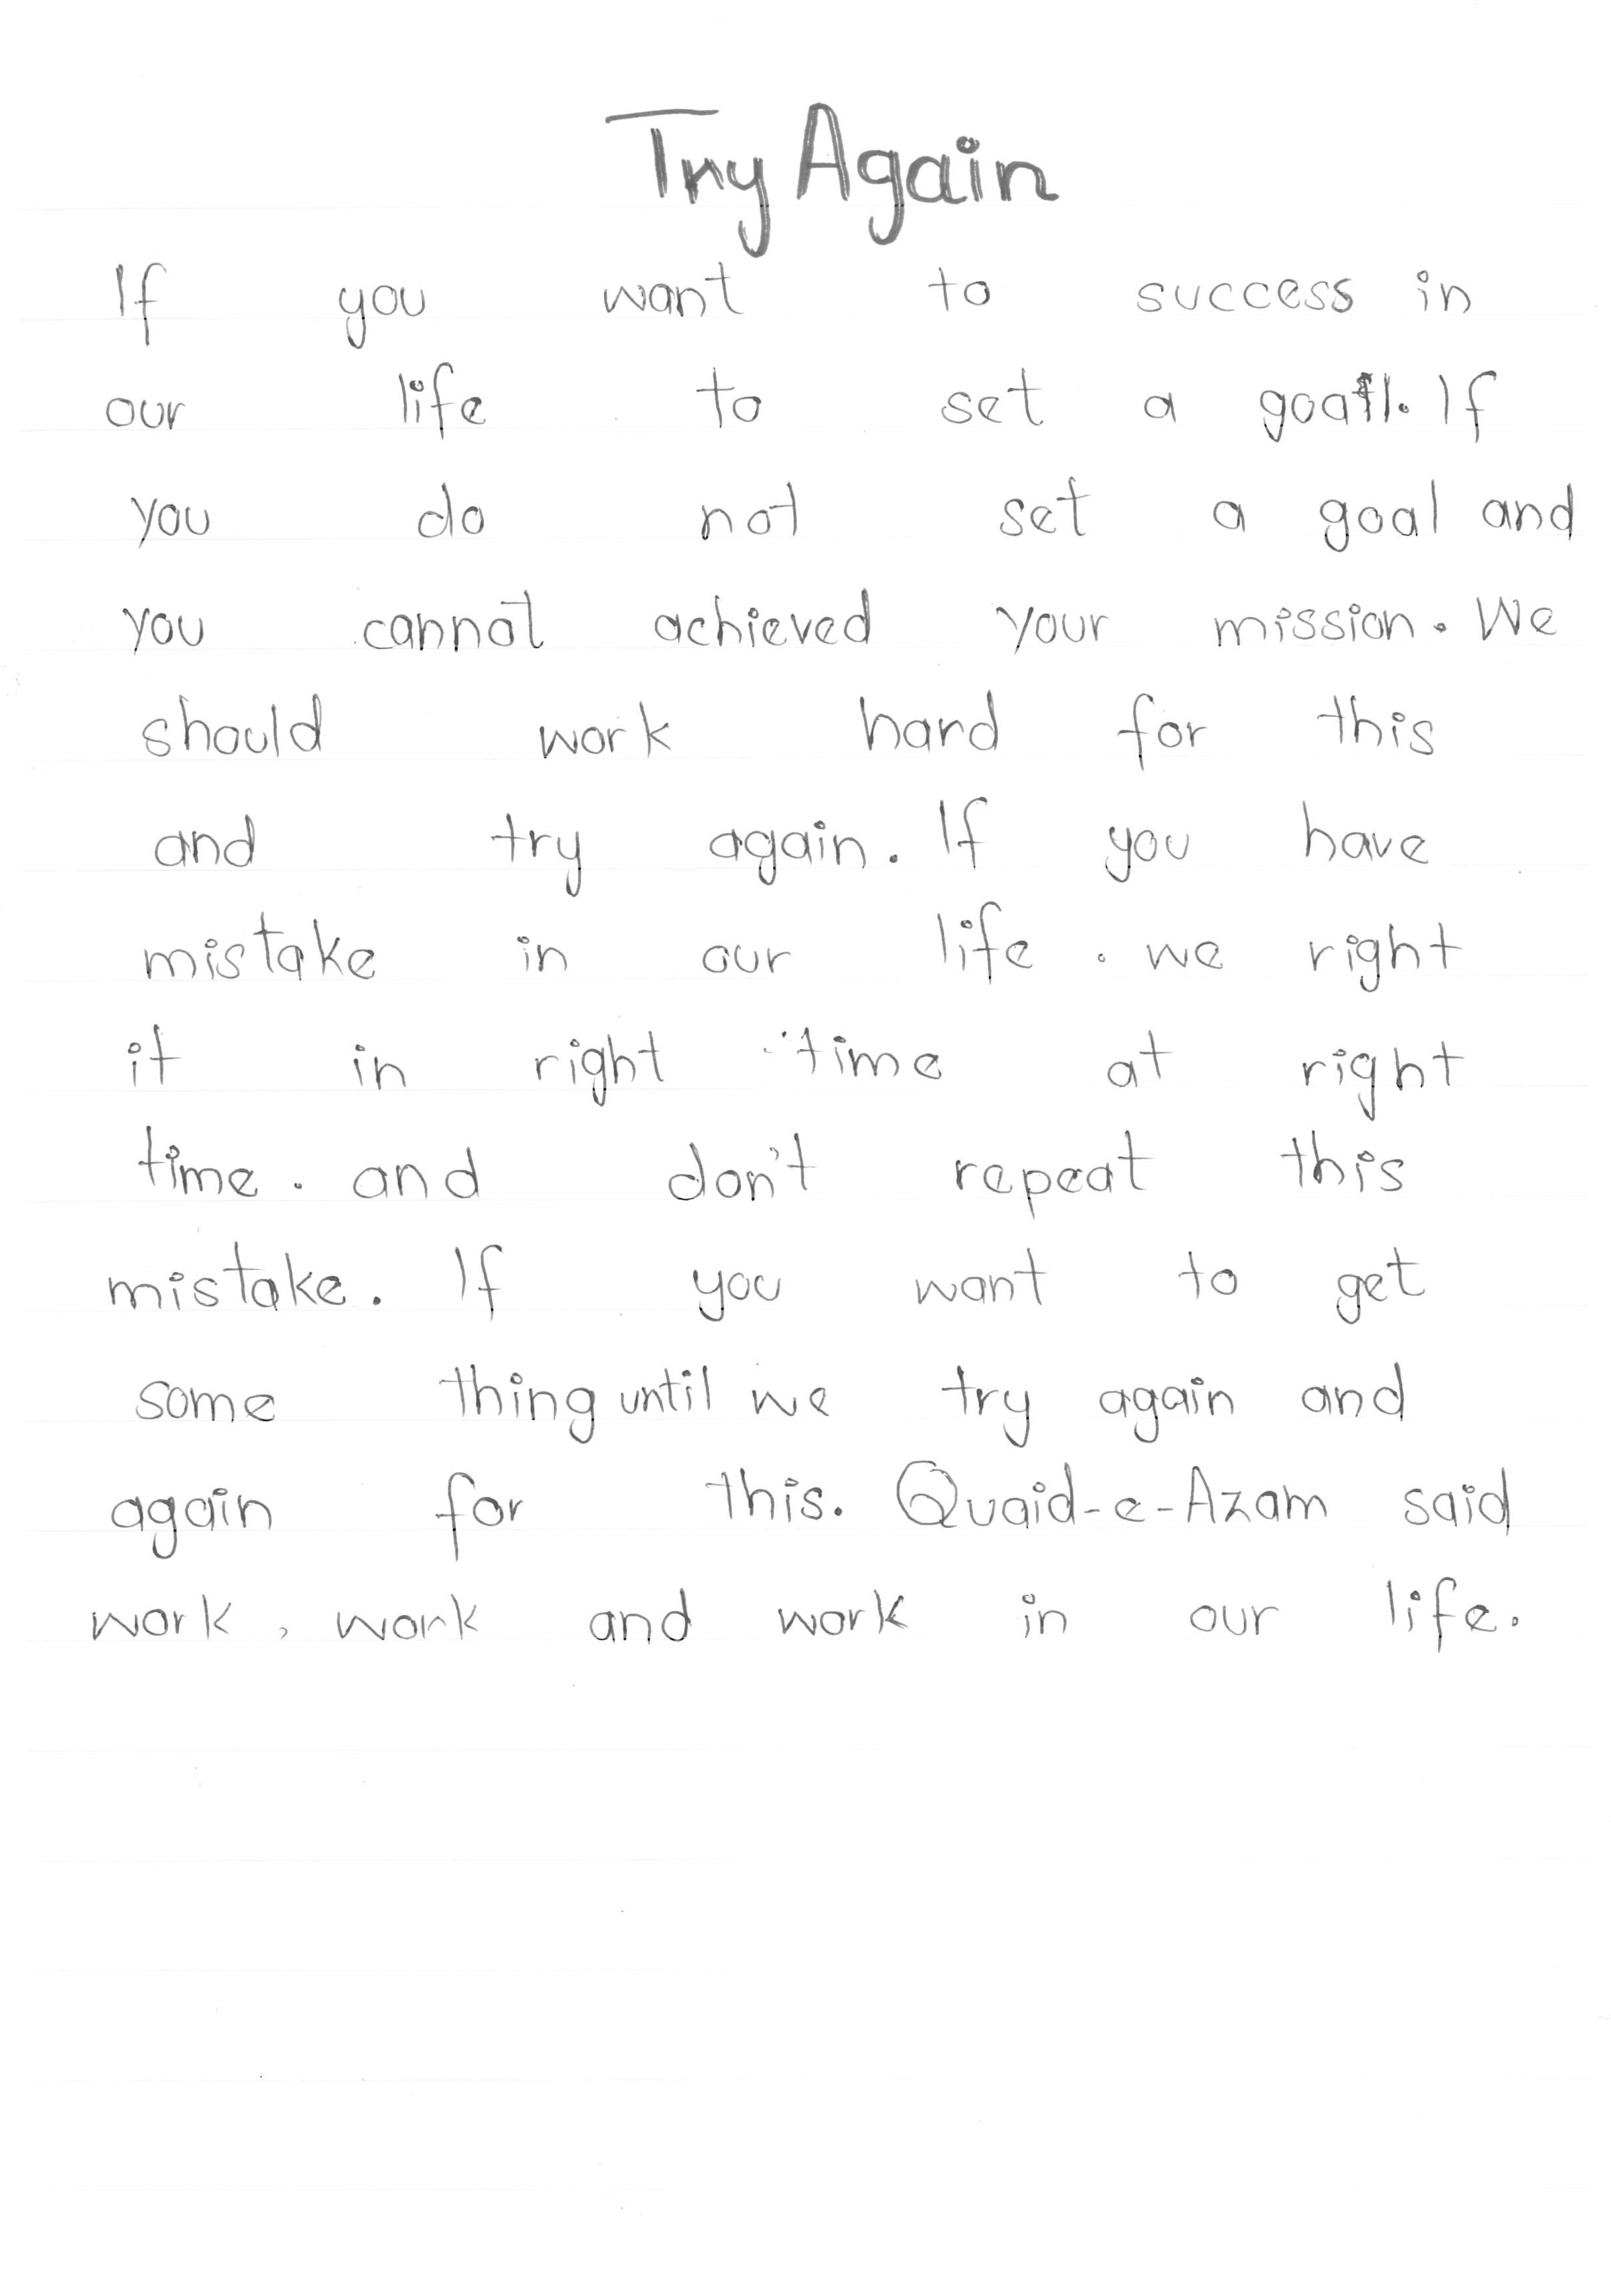 Try Again
If you want to success in
our life to set a goal. If
you do not set a goal and
you cannot achieved your mission. We
should work hard for this
and try again. If you have
mistake in our life . we right
it in right time at right
time. and don't repeat this
mistake. If you want to get
some thing until we try again and
again for this. Quaid-e-Azam said
work, work and work in our life.